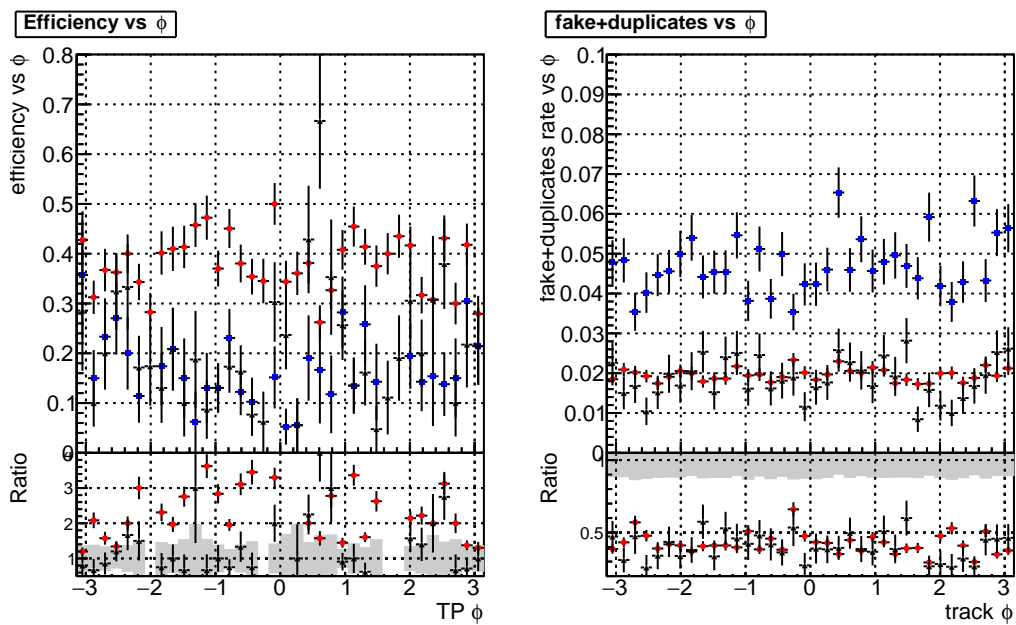 Efficiency vs ϕ
efficiency vs ϕ
0.8
0.7
0.6
0.5
0.4
0.3
0.2
0.1
0
Ratio
4
3
2
1
−3 −2 −1 0 1 2 3
TP ϕ
fake+duplicates vs ϕ
fake+duplicates rate vs ϕ
0.1
0.09
0.08
0.07
0.06
0.05
0.04
0.03
0.02
0.01
0
Ratio
1
0.5
−3 −2 −1 0 1 2 3
track ϕ